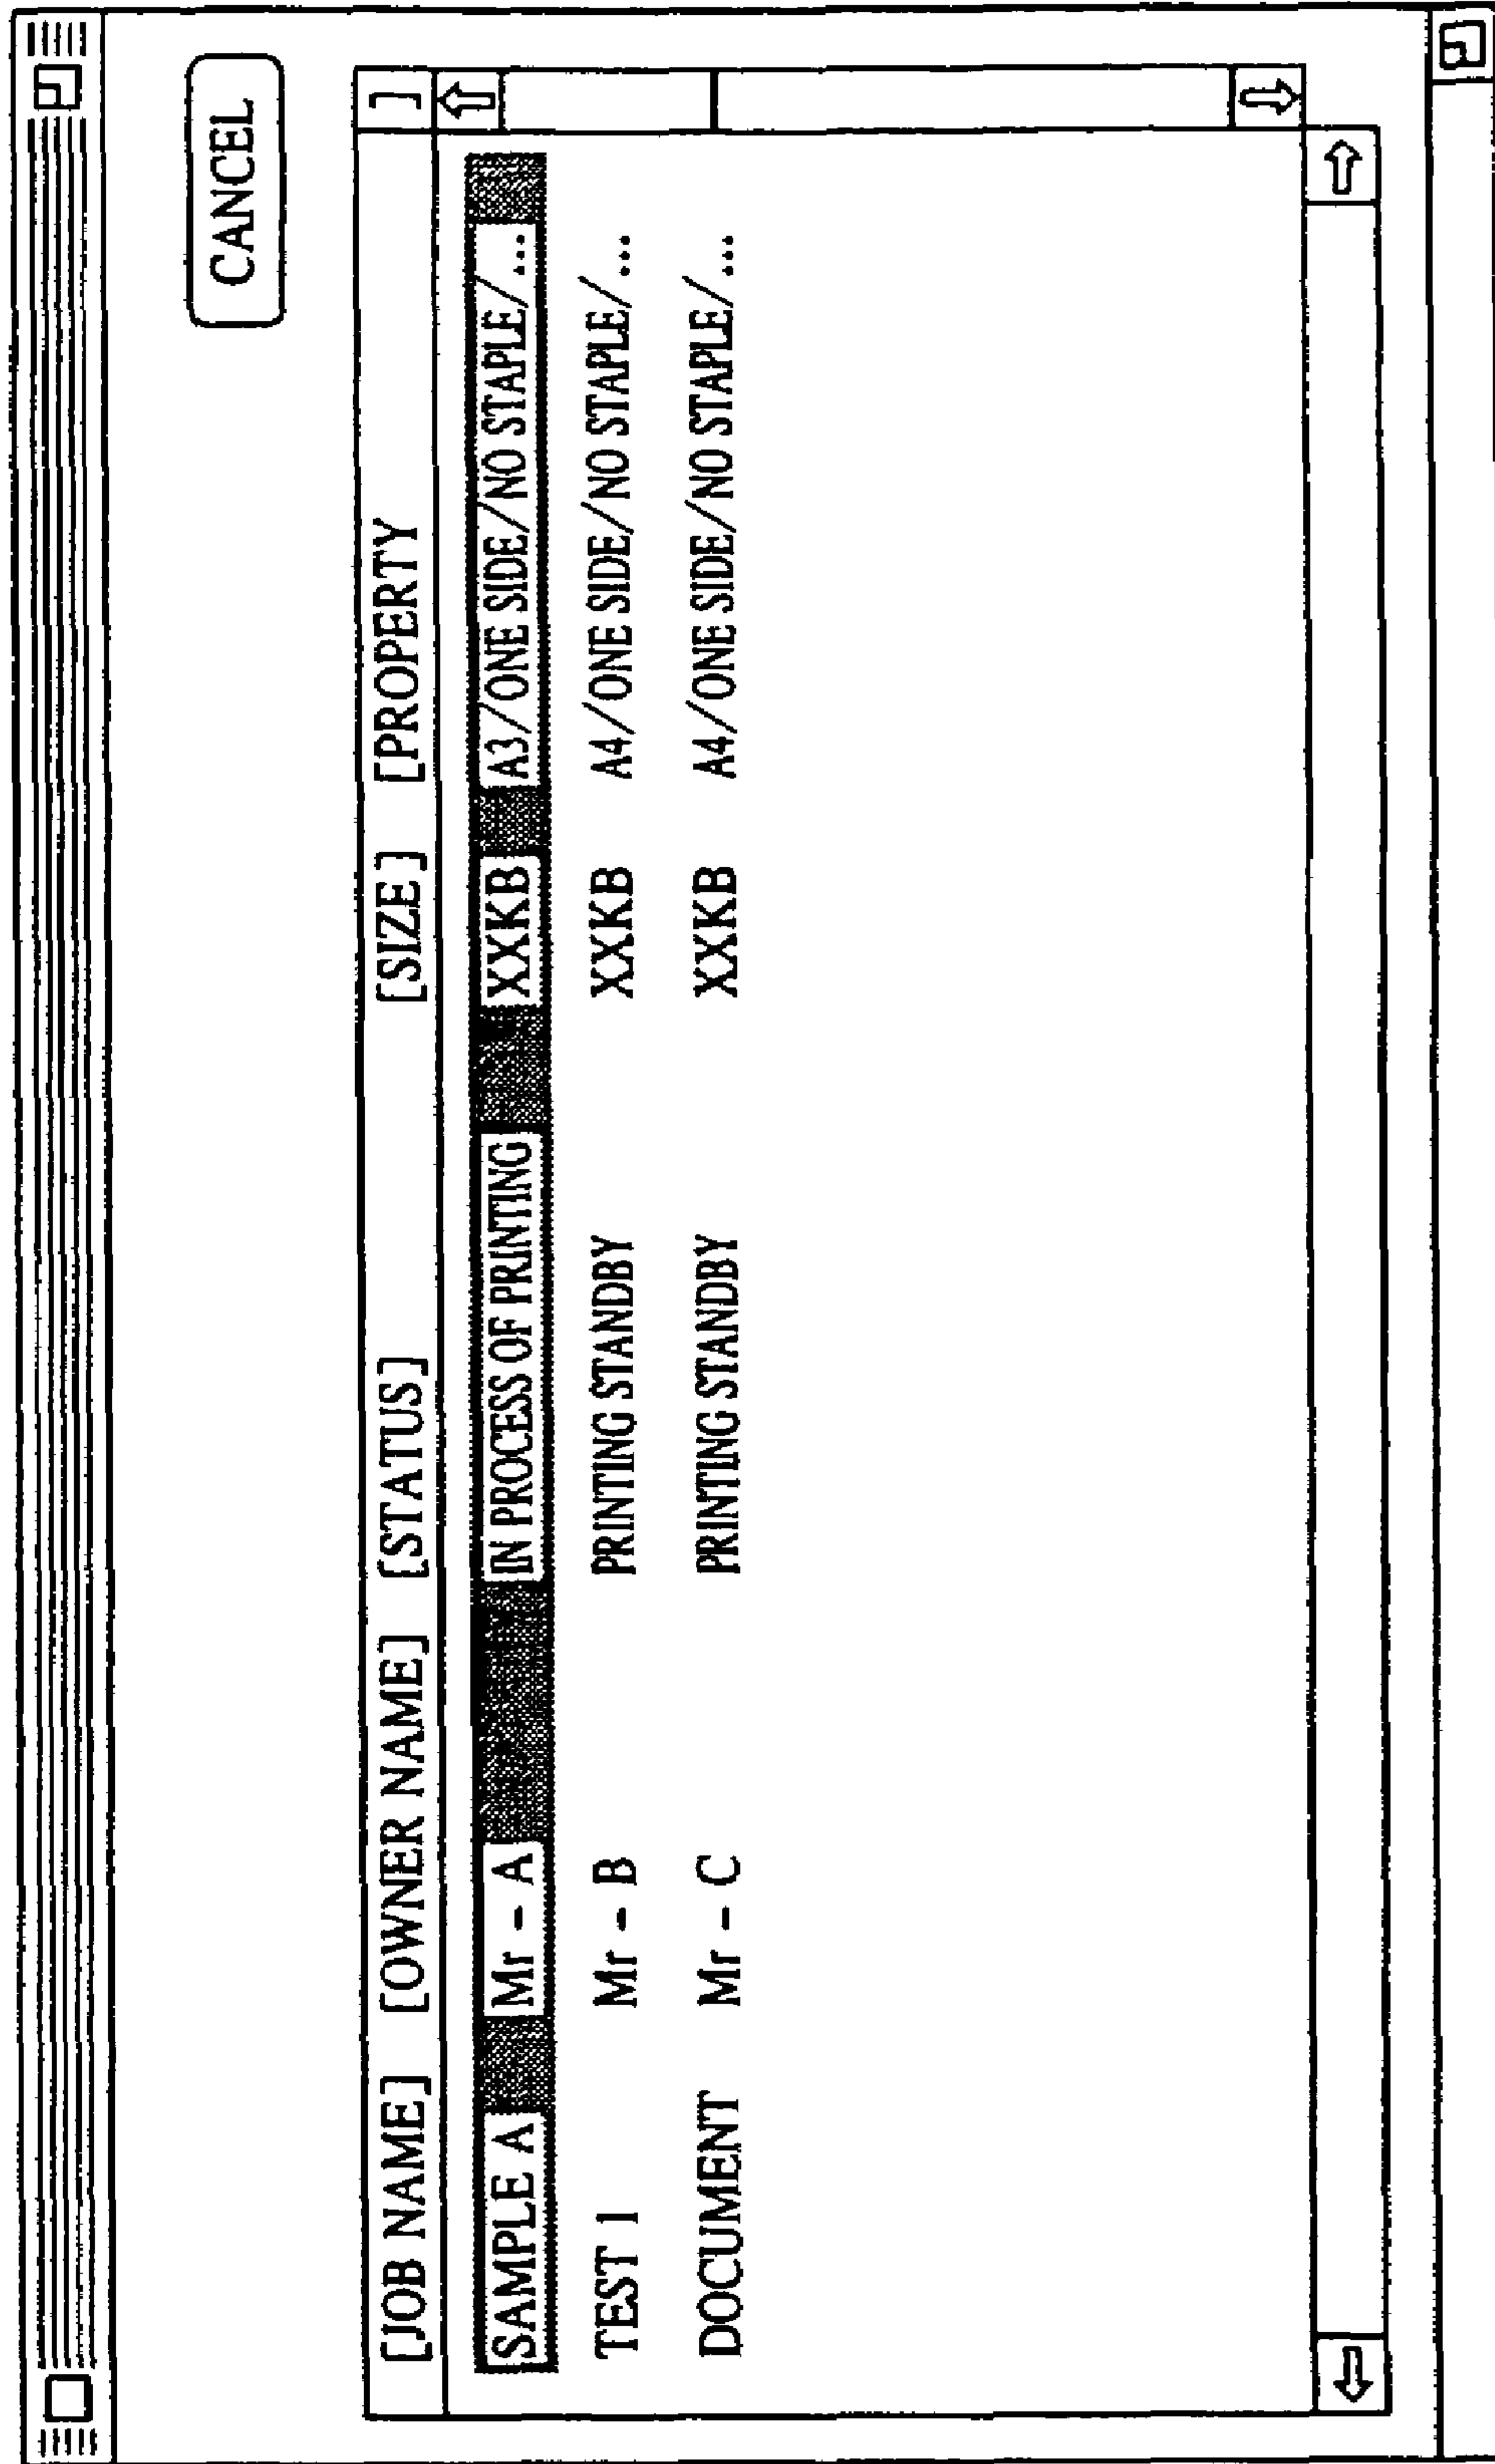 CANCEL
[JOB NAME] [OWNER NAME] [STATUS] [SIZE] [PROPERTY ]
SAMPLE A Mr - A IN PROCESS OF PRINTING XXKB A3/ONE SIDE/NO STAPLE/...
TEST 1 Mr - B PRINTING STANDBY XXKB A4/ONE SIDE/NO STAPLE/...
DOCUMENT Mr - C PRINTING STANDBY XXKB A4/ONE SIDE/NO STAPLE/...